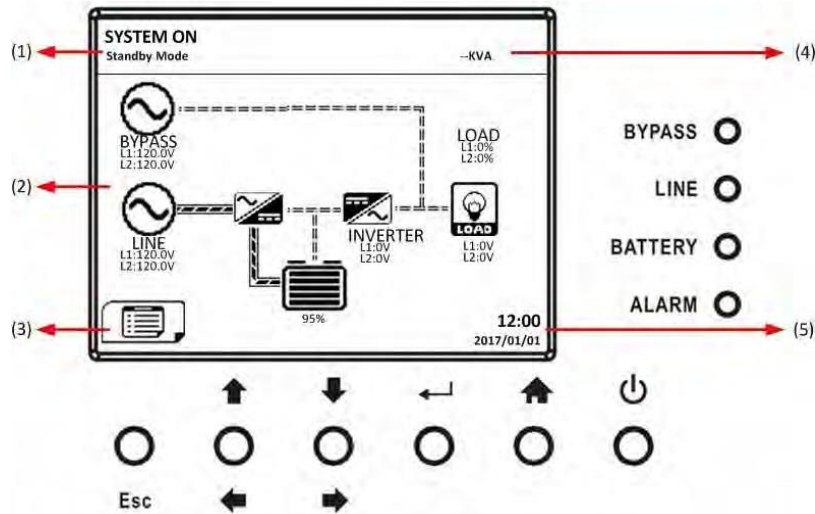 SYSTEM ON
(1)
Standby Mode
--KVA
(4)
BYPASS
L1:120.0V
L2:120.0V
LOAD
L1:0%
L2:0%
BYPASS
(2)
LINE
L1:120.0V
L2:120.0V
INVERTER
L1:0V
L2:0V
LOAD
L1:0V
L2:0V
LINE
BATTERY
95%
ALARM
(3)
12:00
2017/01/01
(5)
Esc